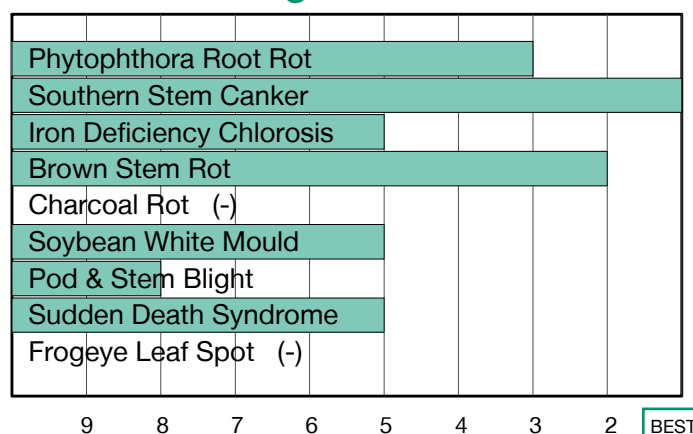 Phytophthora Root Rot
Southern Stem Canker
Iron Deficiency Chlorosis
Brown Stem Rot
Charcoal Rot (-)
Soybean White Mould
Pod & Stem Blight
Sudden Death Syndrome
Frogeye Leaf Spot (-)
9 8 7 6 5 4 3 2 BEST